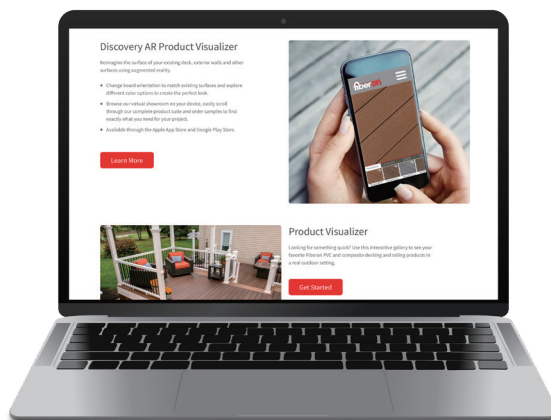 Discovery AR Product Visualizer
Reimagine the surface of your existing deck, exterior walls and other
surfaces using augmented reality.
• Change board orientation to match existing surfaces and explore
different color options to create the perfect look.
• Browse our virtual showroom on your device, easily scroll
through our complete product suite and order samples to find
exactly what you need for your project.
• Available through the Apple App Store and Google Play Store.
Learn More
fiberon
Product Visualizer
Looking for something quick? Use this interactive gallery to see your
favorite Fiberon PVC and composite decking and railing products in
a real outdoor setting.
Get Started